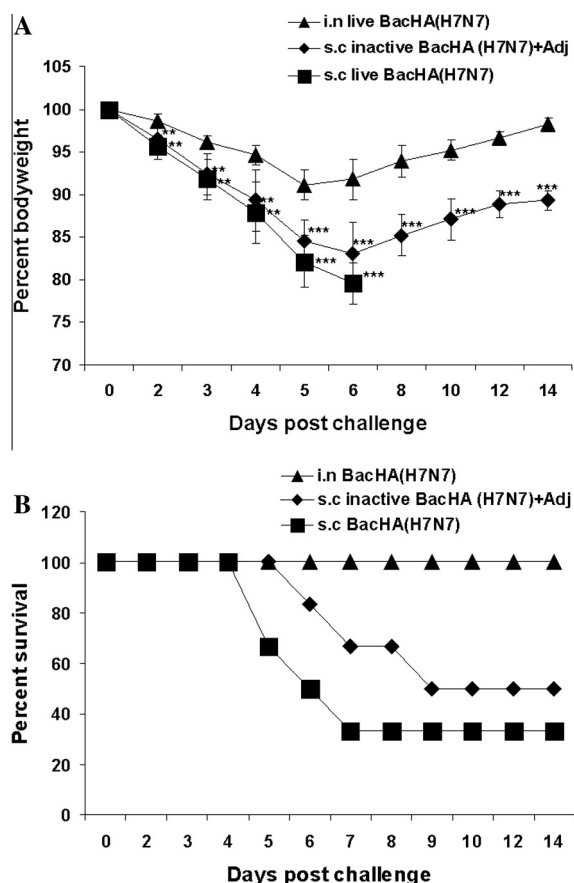 A
i.n live BacHA(H7N7)
s.c inactive BacHA (H7N7)+Adj
s.c live BacHA(H7N7)
Percent bodyweight
105
100
95
90
85
80
75
70
** ** ** ** ** ** *** *** *** *** *** *** *** ***
0 2 3 4 5 6 8 10 12 14
Days post challenge
B
i.n BacHA(H7N7)
s.c inactive BacHA (H7N7)+Adj
s.c BacHA(H7N7)
Percent survival
120
100
80
60
40
20
0
0 2 3 4 5 6 7 8 9 10 12 14
Days post challenge